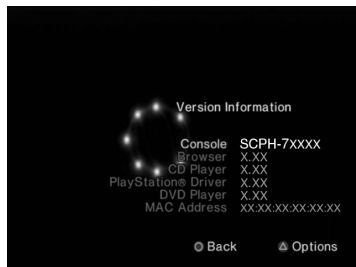 Version Information
Console SCPH-7XXXX
Browser X.XX
CD Player X.XX
PlayStation® Driver X.XX
DVD Player X.XX
MAC Address XX:XX:XX:XX:XX:XX
Back Options